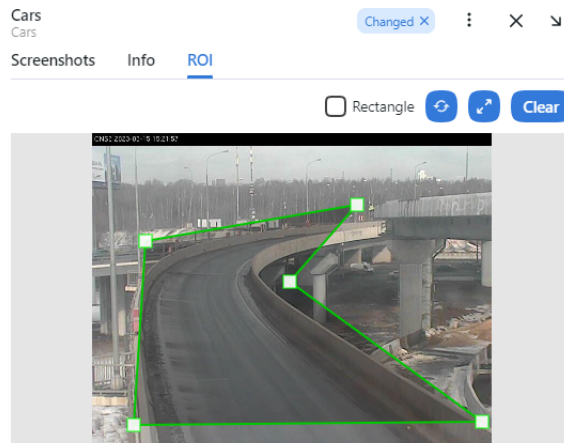 Cars
Cars
Changed ×
Screenshots Info ROI
Rectangle
Clear